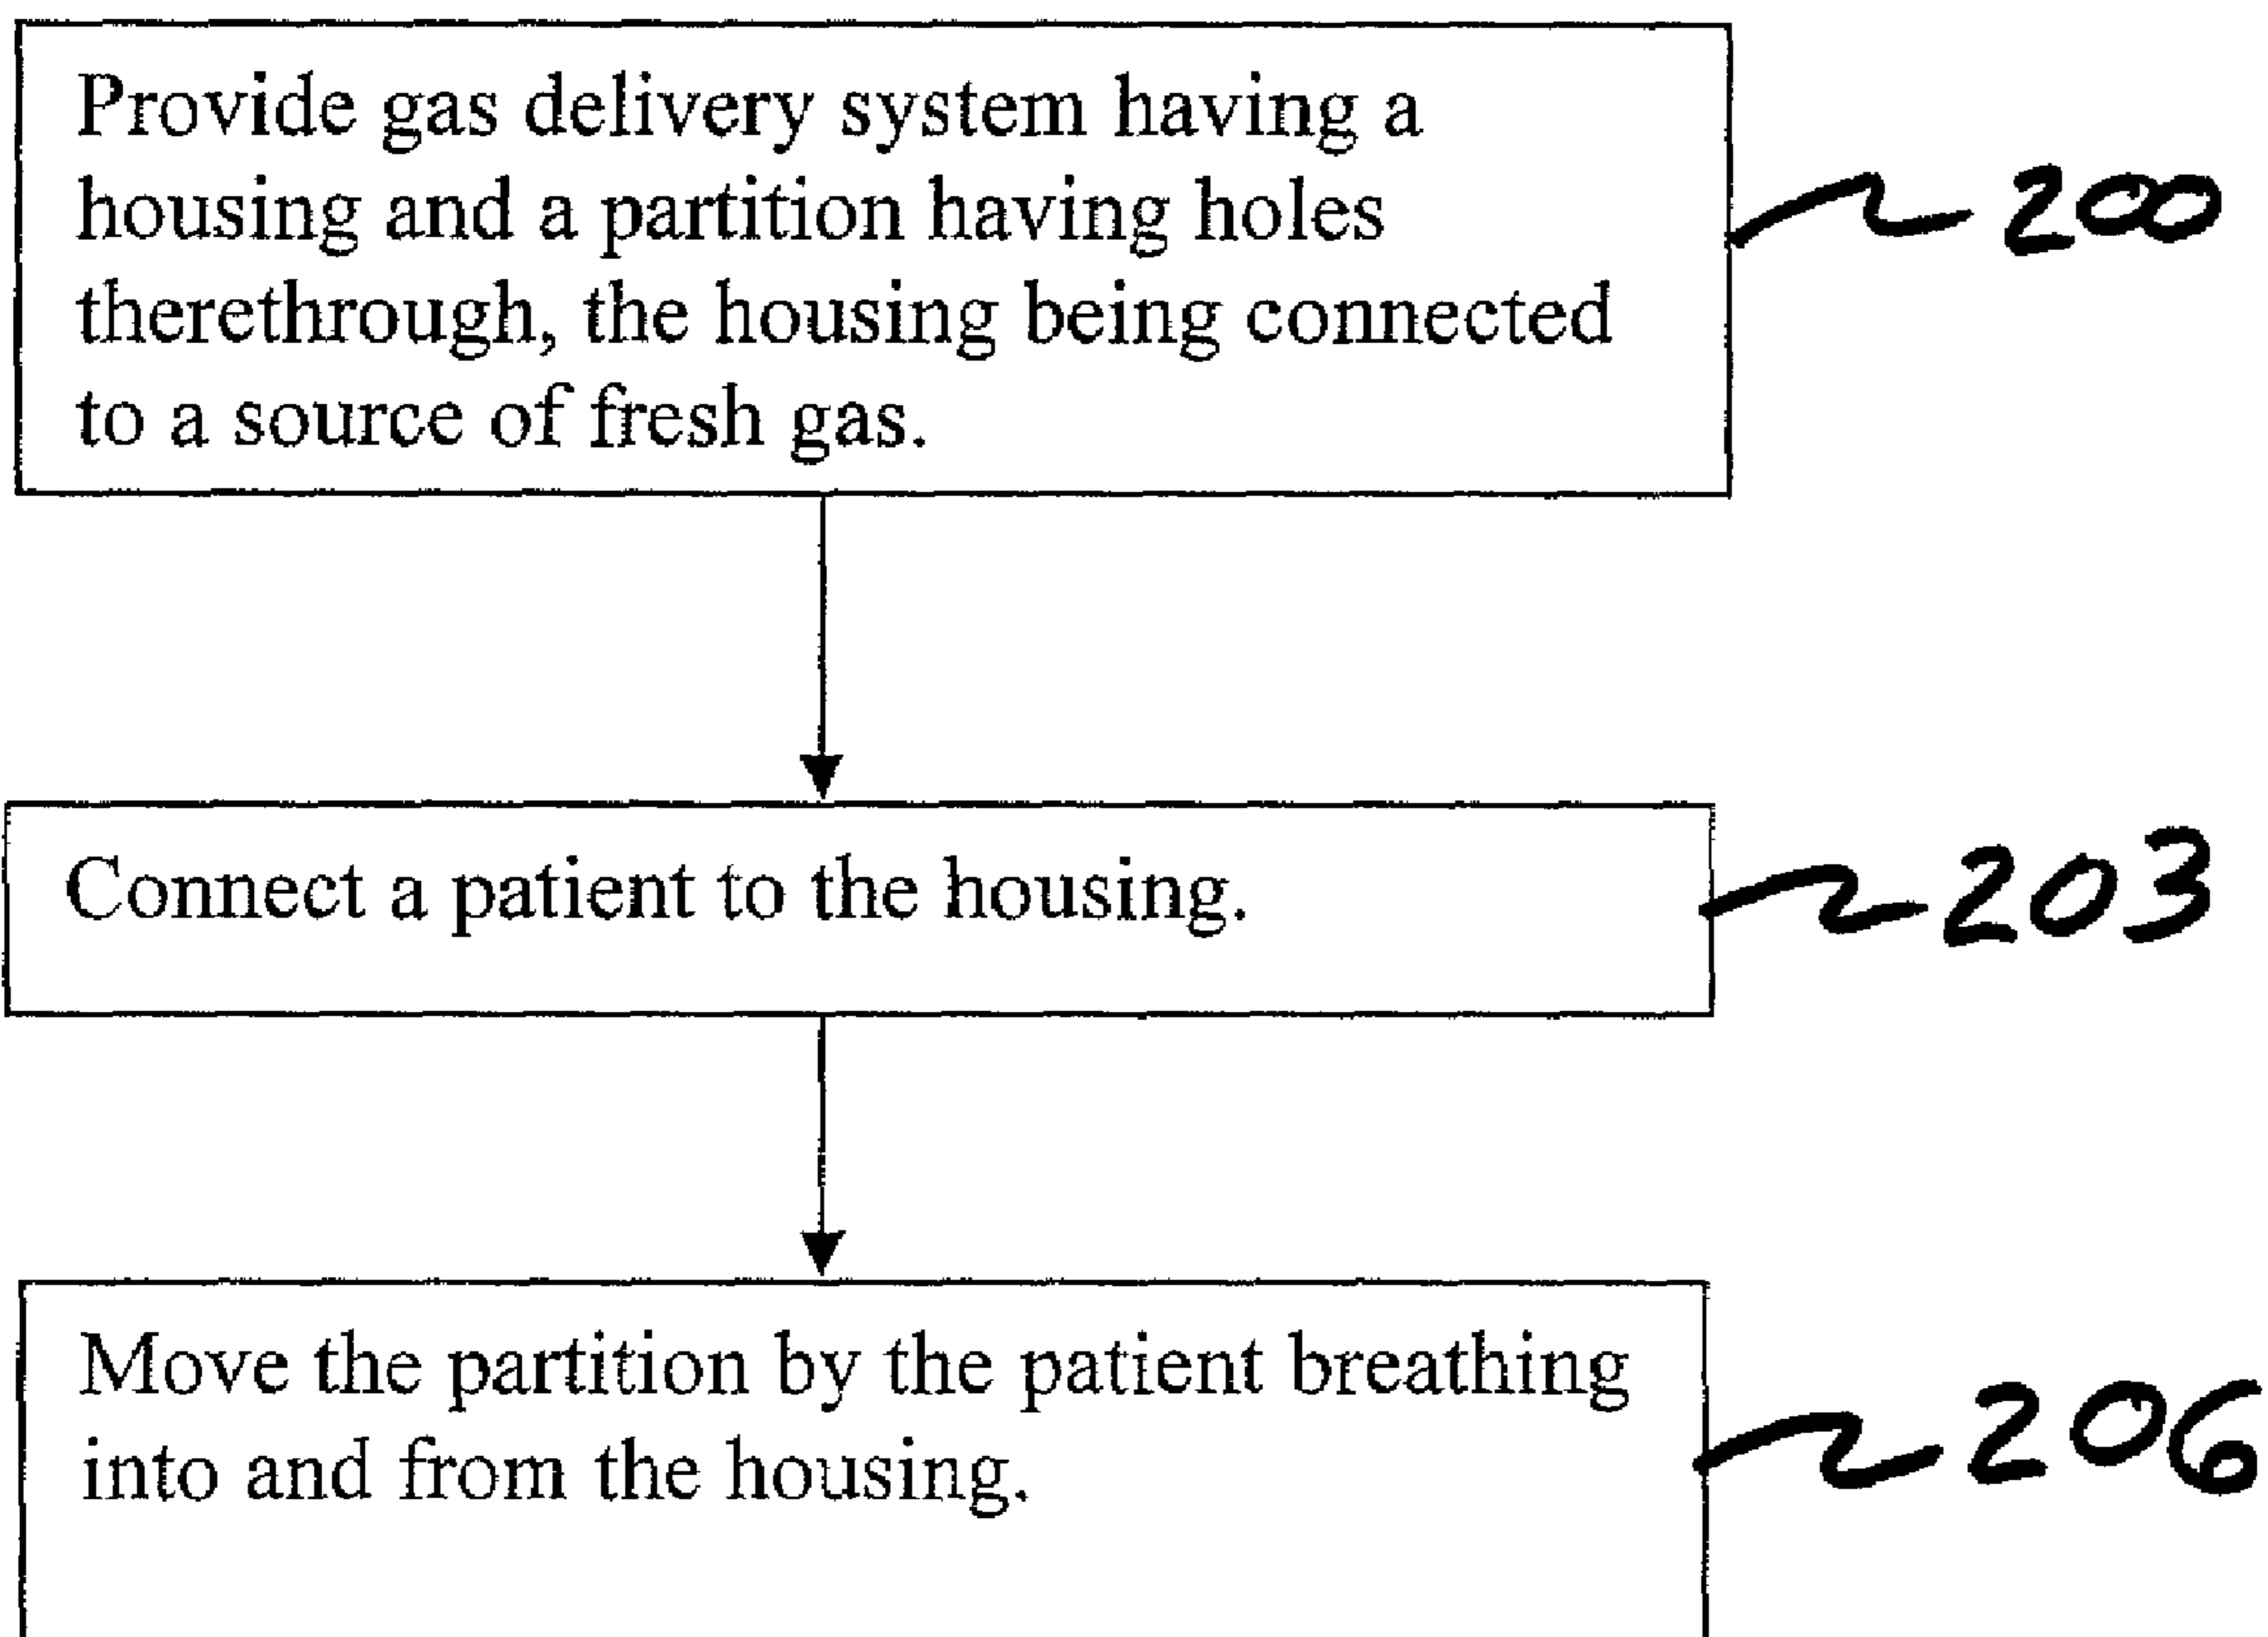 Provide gas delivery system having a
housing and a partition having holes
therethrough, the housing being connected
to a source of fresh gas.
200
Connect a patient to the housing.
203
Move the partition by the patient breathing
into and from the housing.
206